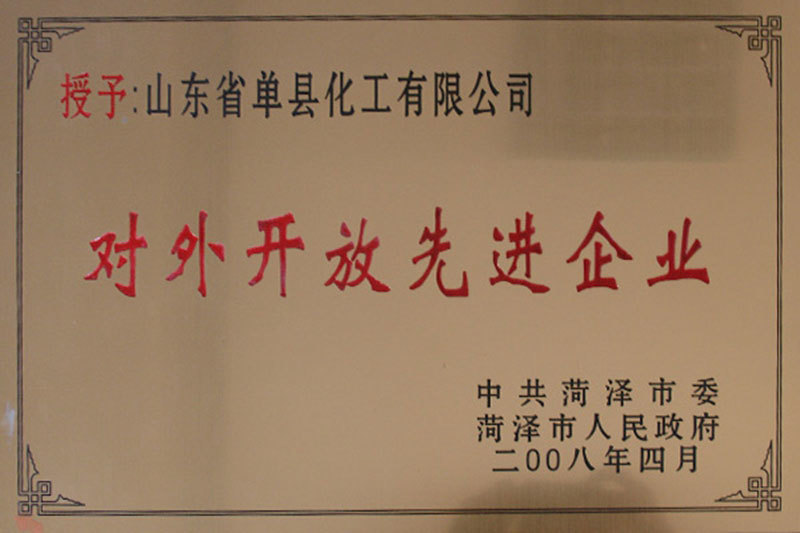 授予:山东省单县化工有限公司
对外开放先进企业
中共菏泽市委
菏泽市人民政府
二00八年四月